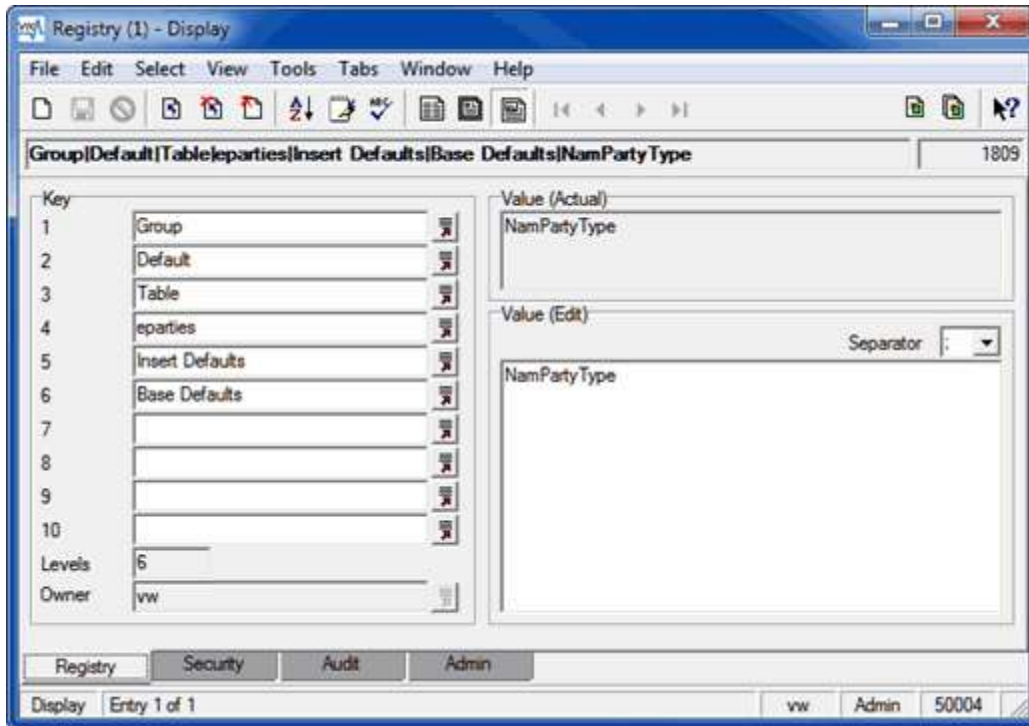 Registry (1) - Display
File Edit Select View Tools Tabs Window Help
Group|Default|Table|eparties|Insert Defaults|Base Defaults|NamPartyType 1809
Key
1 Group
2 Default
3 Table
4 eparties
5 Insert Defaults
6 Base Defaults
7
8
9
10
Levels 6
Owner vw
Value (Actual)
NamPartyType
Value (Edit)
Separator ;
NamPartyType
Registry Security Audit Admin
Display Entry 1 of 1 vw Admin 50004